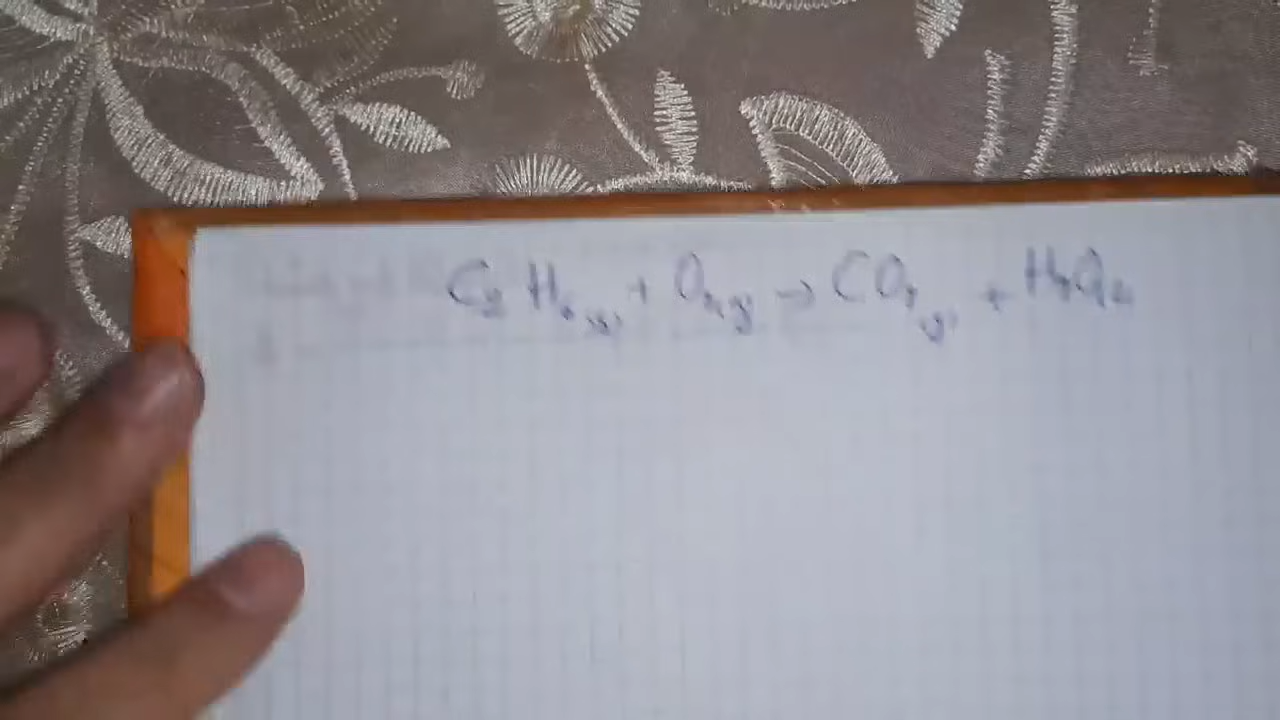 C₂H₆(g) + O₂(g) → CO₂(g) + H₂O